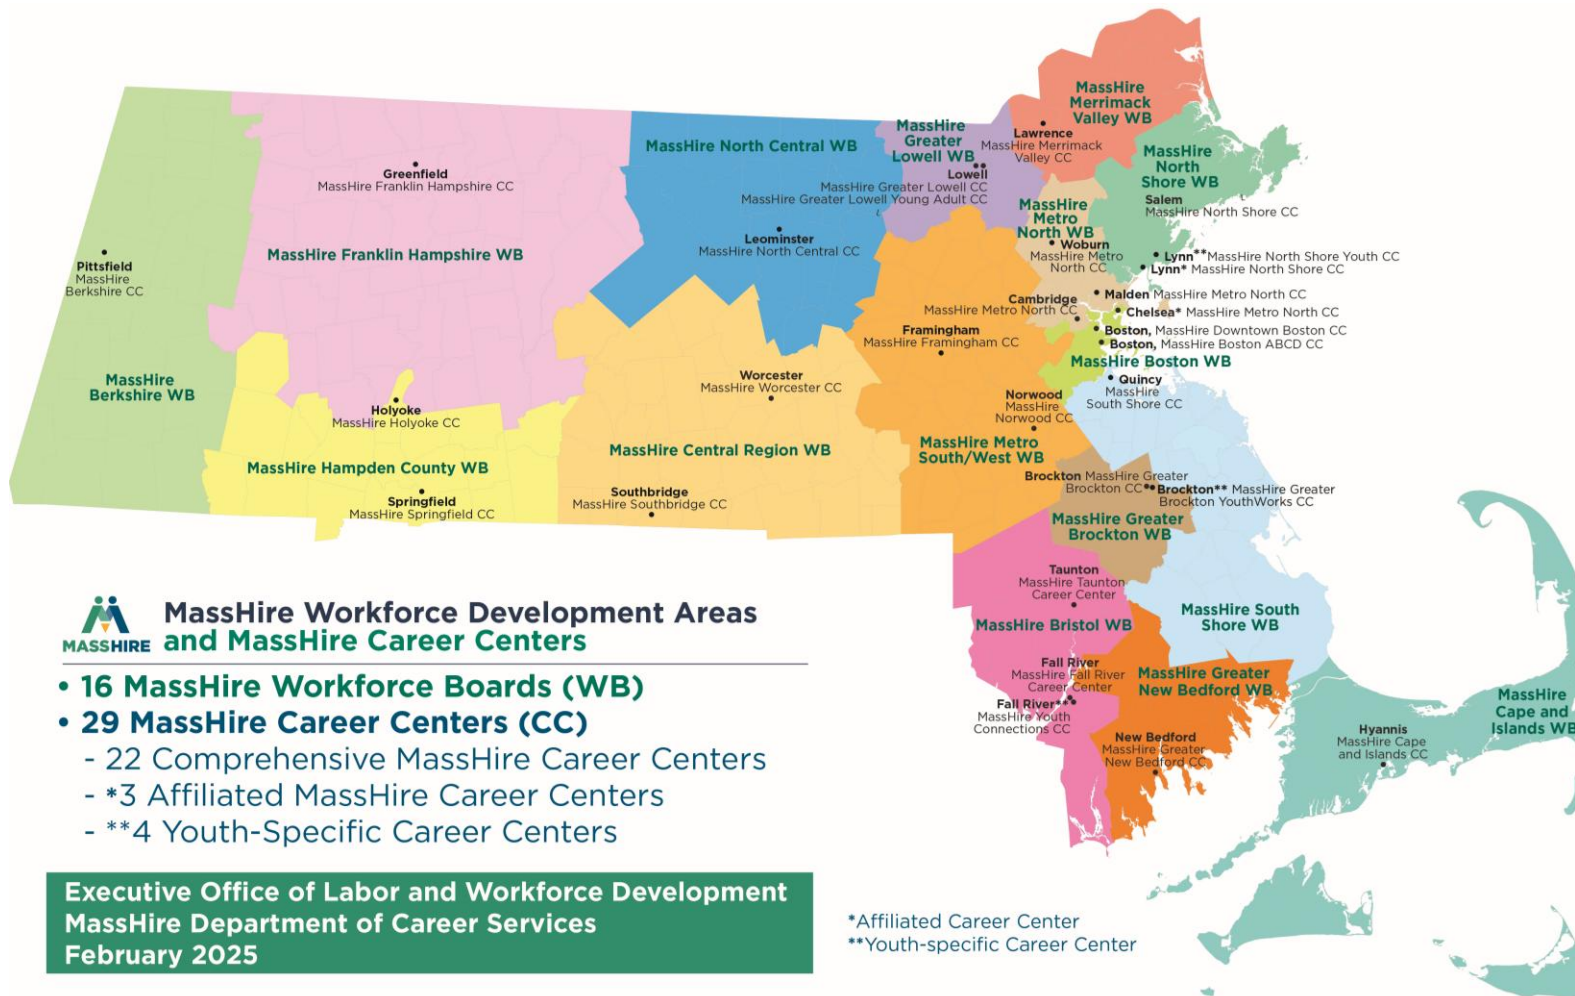 MassHire
Merrimack
Valley WB
MassHire
Greater
Lowell WB
Lawrence
MassHire Merrimack
Valley CC
MassHire North Central WB
MassHire
North
Shore WB
Greenfield
MassHire Franklin Hampshire CC
Lowell
MassHire Greater Lowell CC
MassHire Greater Lowell Young Adult CC
Salem
MassHire North Shore CC
MassHire
Metro
North WB
Leominster
MassHire North Central CC
Woburn
MassHire Metro
North CC
MassHire Franklin Hampshire WB
Pittsfield
MassHire
Berkshire CC
Lynn**MassHire North Shore Youth CC
Lynn* MassHire North Shore CC
Malden MassHire Metro North CC
Cambridge
MassHire Metro North CC
Chelsea* MassHire Metro North CC
Boston, MassHire Downtown Boston CC
Boston, MassHire Boston ABCD CC
MassHire Boston WB
Framingham
MassHire Framingham CC
MassHire
Berkshire WB
Worcester
MassHire Worcester CC
Quincy
MassHire
South Shore CC
Norwood
MassHire
Norwood CC
Holyoke
MassHire Holyoke CC
MassHire Metro
South/West WB
MassHire Central Region WB
MassHire Hampden County WB
Springfield
MassHire Springfield CC
Southbridge
MassHire Southbridge CC
Brockton MassHire Greater
Brockton CC
Brockton** MassHire Greater
Brockton YouthWorks CC
MassHire Greater
Brockton WB
Taunton
MassHire Taunton
Career Center
MassHire Bristol WB
MassHire South
Shore WB
Fall River
MassHire Fall River
Career Center
Fall River**
MassHire Youth
Connections CC
MassHire Greater
New Bedford WB
New Bedford
MassHire Greater
New Bedford CC
Hyannis
MassHire Cape
and Islands CC
MassHire
Cape and
Islands WB
MASSHIRE
MassHire Workforce Development Areas
and MassHire Career Centers
• 16 MassHire Workforce Boards (WB)
• 29 MassHire Career Centers (CC)
- 22 Comprehensive MassHire Career Centers
- *3 Affiliated MassHire Career Centers
- **4 Youth-Specific Career Centers
Executive Office of Labor and Workforce Development
MassHire Department of Career Services
February 2025
*Affiliated Career Center
**Youth-specific Career Center